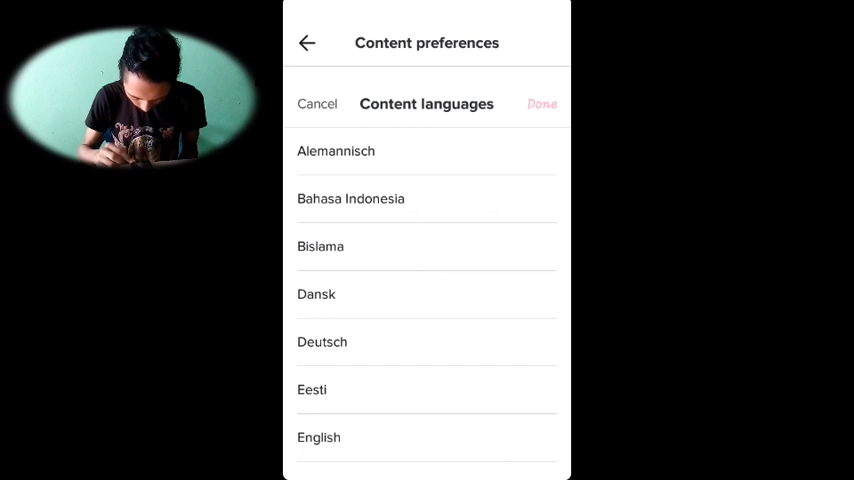 Content preferences
Cancel Content languages Done
Alemannisch
Bahasa Indonesia
Bislama
Dansk
Deutsch
Eesti
English